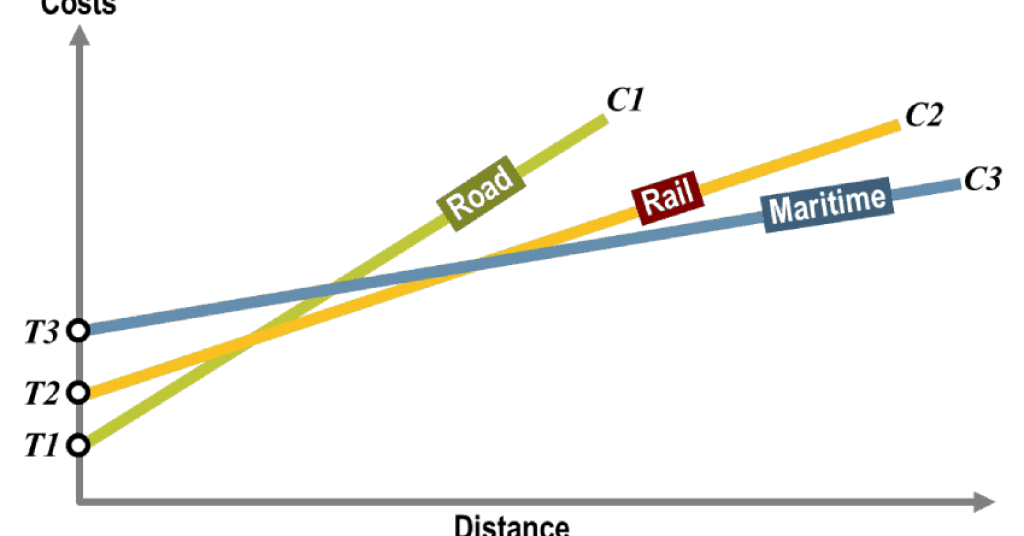 Costs
C1
C2
Road
Rail
C3
Maritime
T3
T2
T1
Distance